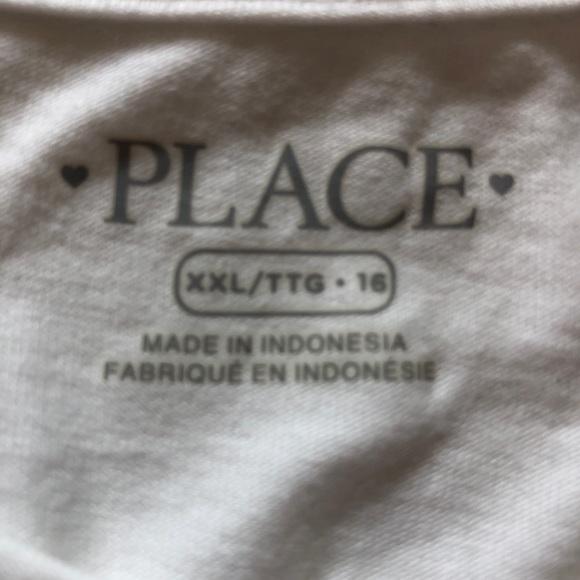 ♥PLACE♥
XXL/TTG • 16
MADE IN INDONESIA
FABRIQUÉ EN INDONÉSIE